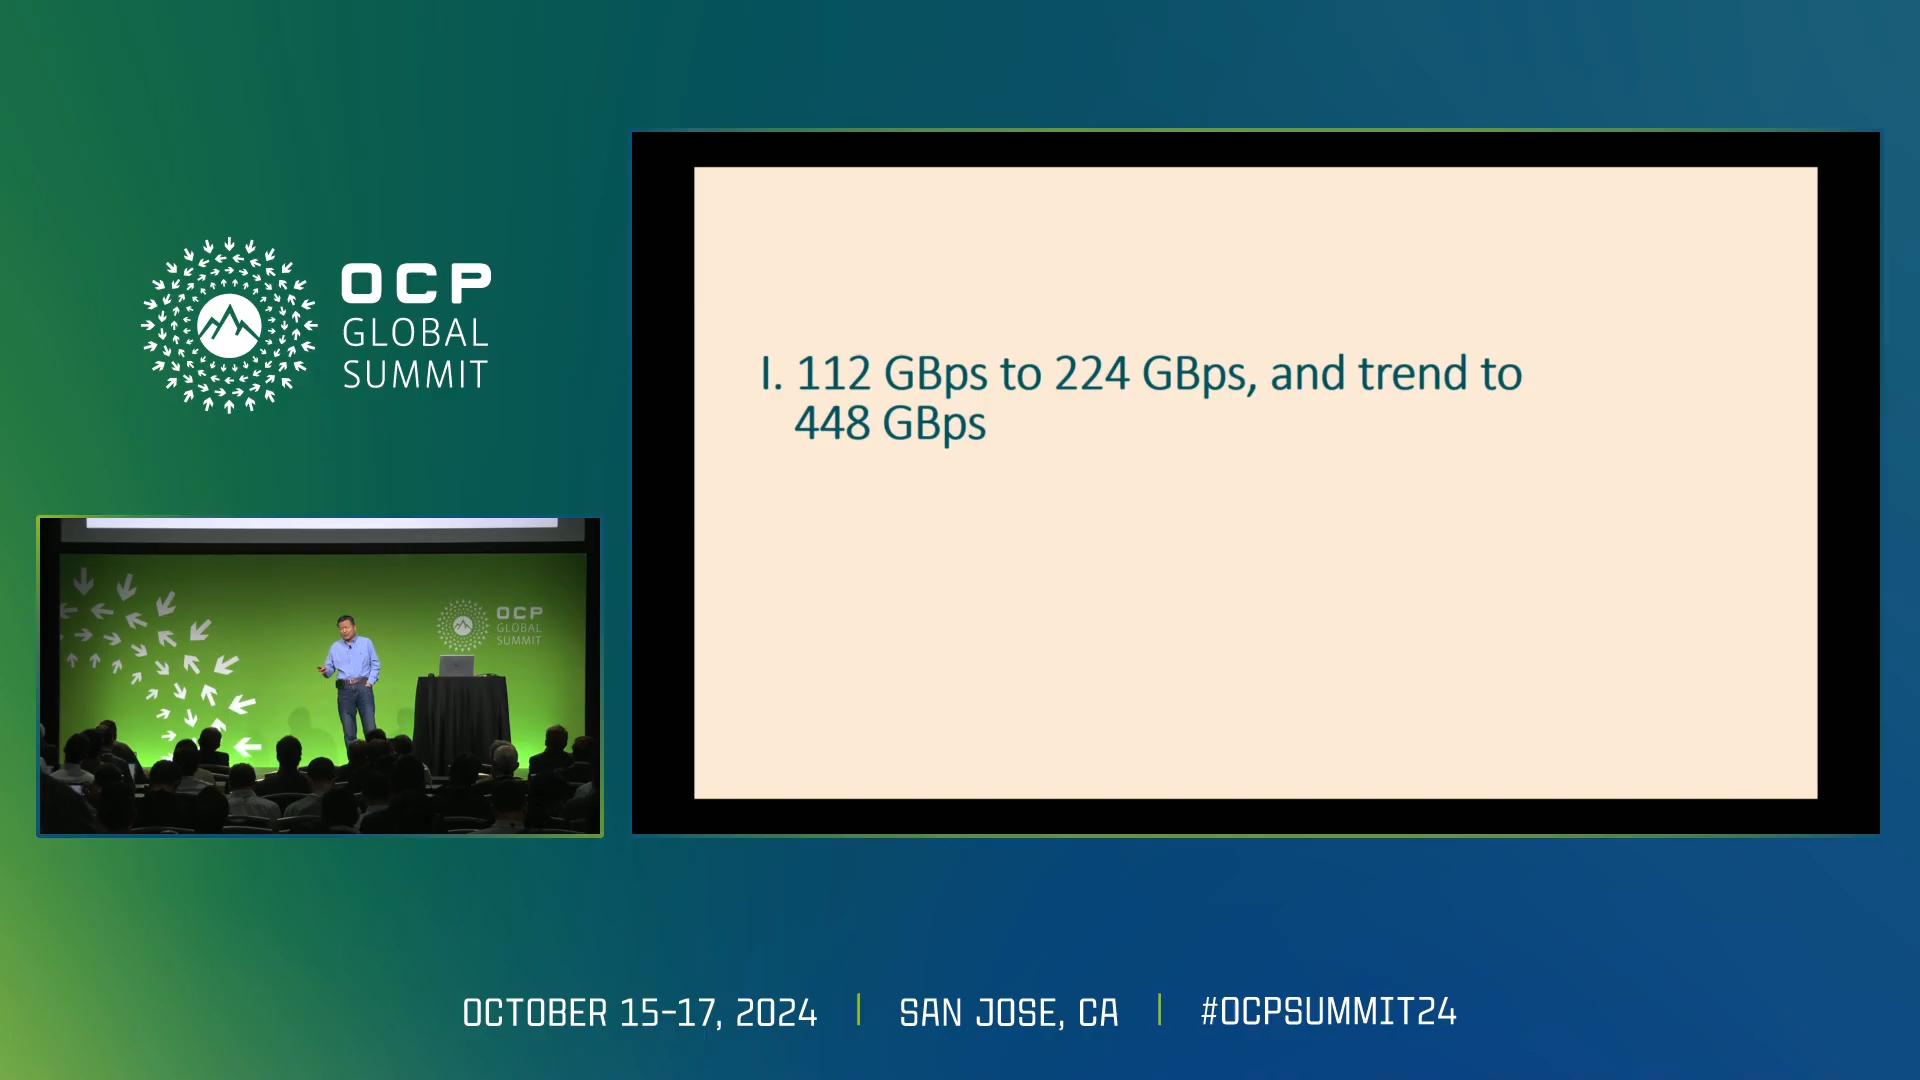 OCP
GLOBAL
SUMMIT
I. 112 GBps to 224 GBps, and trend to
448 GBps
OCP
GLOBAL
SUMMIT
OCTOBER 15-17, 2024
SAN JOSE, CA
#OCPSUMMIT24